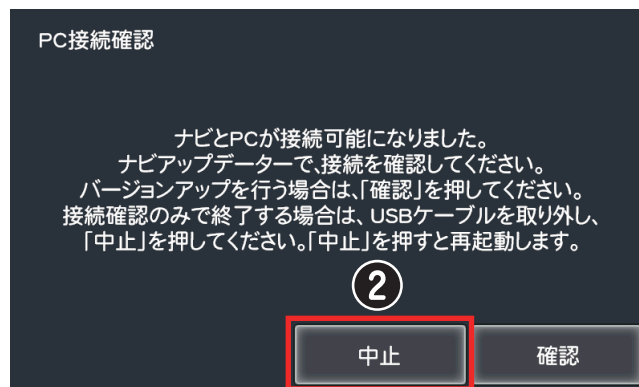 PC接続確認
ナビとPCが接続可能になりました。
ナビアップデーターで、接続を確認してください。
バージョンアップを行う場合は、「確認」を押してください。
接続確認のみで終了する場合は、USBケーブルを取り外し、
「中止」を押してください。「中止」を押すと再起動します。
❷
中止
確認